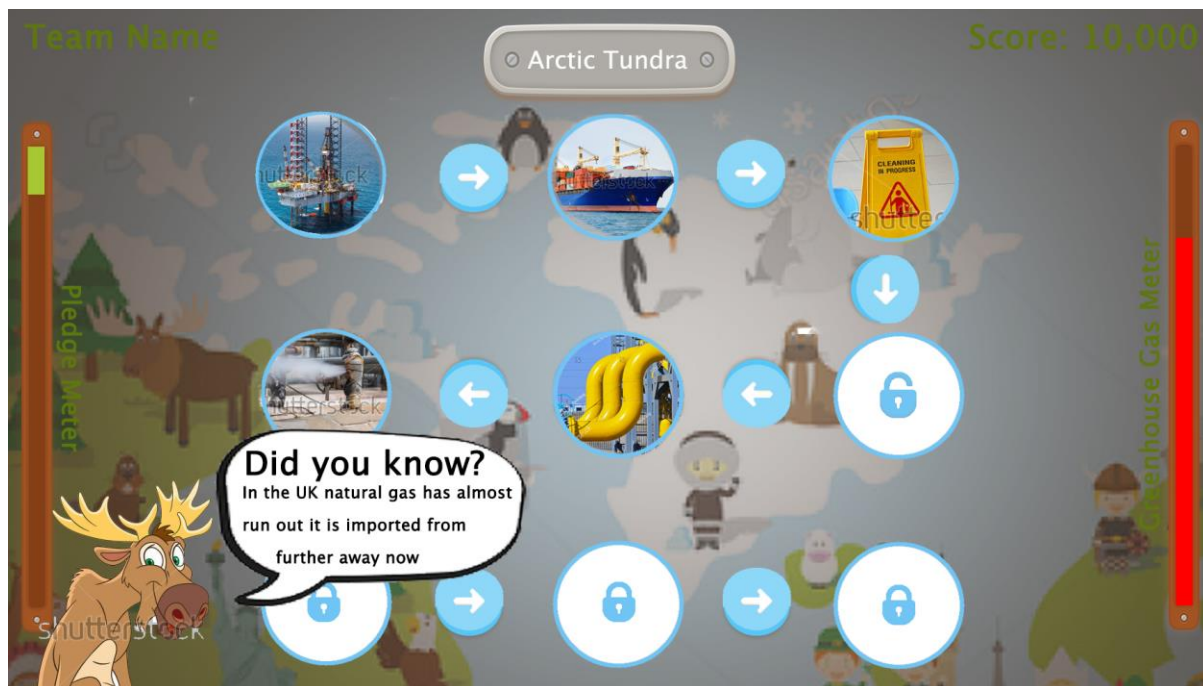 Team Name
Arctic Tundra
Score: 10,000
shutterstock
CLEANING
IN PROGRESS
Pledge Meter
Greenhouse Gas Meter
Did you know?
In the UK natural gas has almost
run out it is imported from
further away now
shutterstock